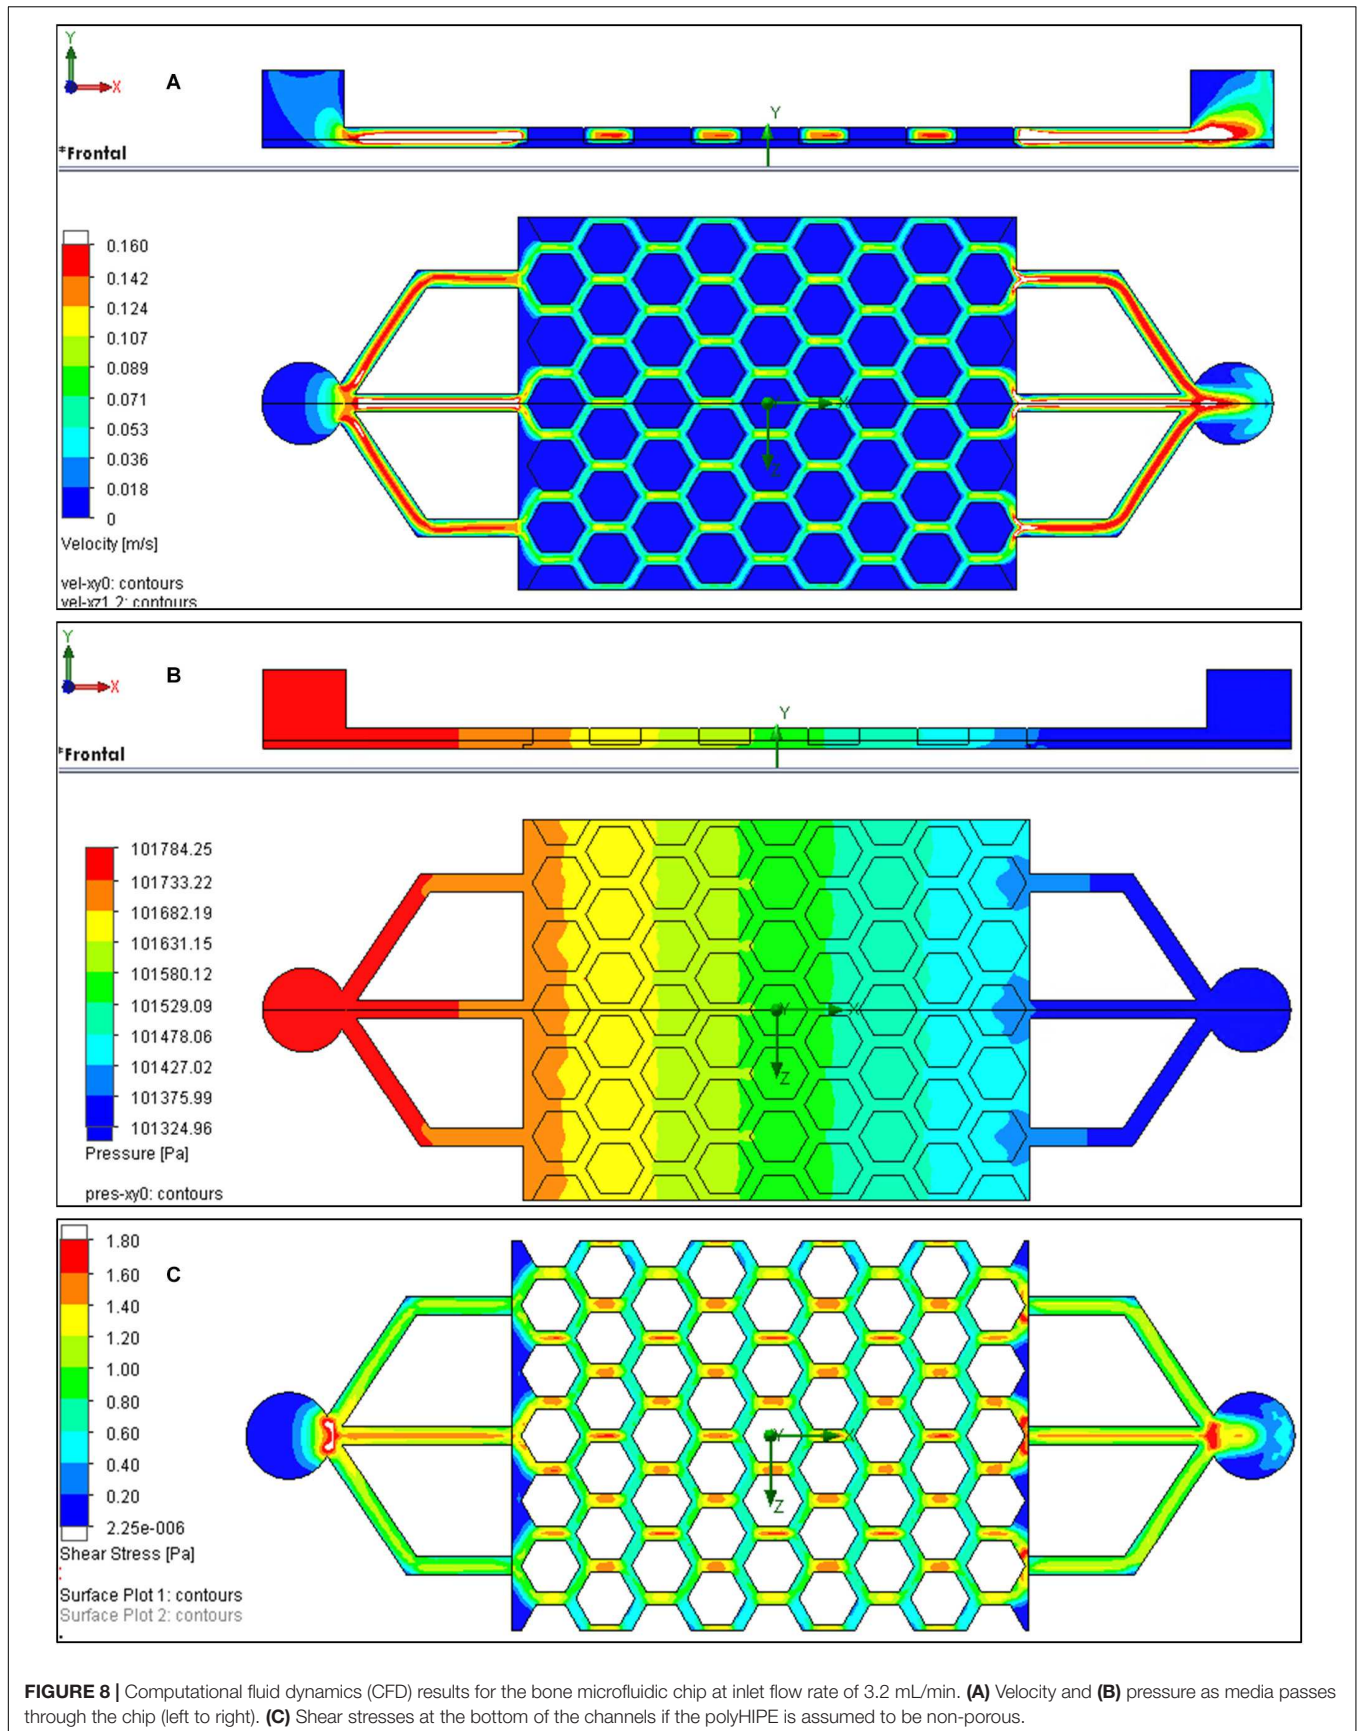 Y
X
A
Y
*Frontal
0.160
0.142
0.124
0.107
0.089
0.071
0.053
0.036
0.018
0
Velocity [m/s]
vel-xy0: contours
vel-xz1_2: contours
X
Z
Y
X
B
Y
*Frontal
101784.25
101733.22
101682.19
101631.15
101580.12
101529.09
101478.06
101427.02
101375.99
101324.96
Pressure [Pa]
pres-xy0: contours
Y
X
Z
1.80
1.60
1.40
1.20
1.00
0.80
0.60
0.40
0.20
2.25e-006
Shear Stress [Pa]
Surface Plot 1: contours
Surface Plot 2: contours
C
Y
X
Z
FIGURE 8 | Computational fluid dynamics (CFD) results for the bone microfluidic chip at inlet flow rate of 3.2 mL/min. (A) Velocity and (B) pressure as media passes
through the chip (left to right). (C) Shear stresses at the bottom of the channels if the polyHIPE is assumed to be non-porous.